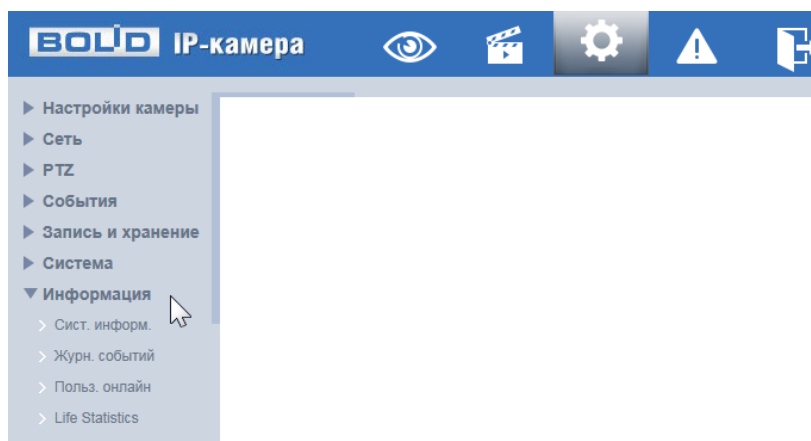 BOLID IP-камера
Настройки камеры
Сеть
PTZ
События
Запись и хранение
Система
Информация
Сист. информ.
Журн. событий
Польз. онлайн
Life Statistics